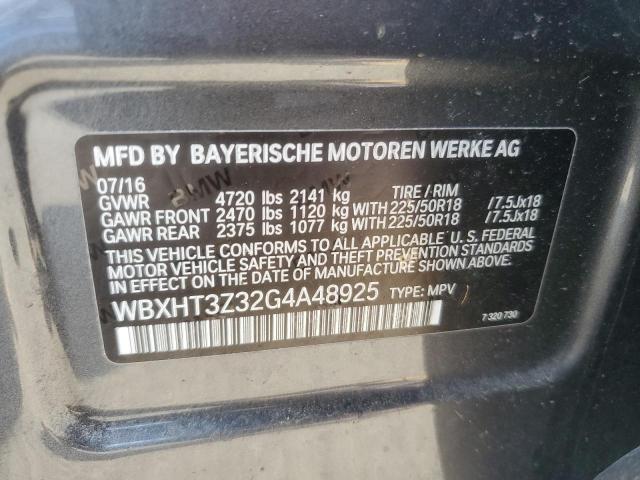 MFD BY BAYERISCHE MOTOREN WERKE AG
07/16 TIRE / RIM
GVWR 4720 lbs 2141 kg
GAWR FRONT 2470 lbs 1120 kg WITH 225/50R18 /7.5Jx18
GAWR REAR 2375 lbs 1077 kg WITH 225/50R18 /7.5Jx18
THIS VEHICLE CONFORMS TO ALL APPLICABLE U.S. FEDERAL
MOTOR VEHICLE SAFETY AND THEFT PREVENTION STANDARDS
IN EFFECT ON THE DATE OF MANUFACTURE SHOWN ABOVE.
WBXHT3Z32G4A48925 TYPE: MPV
7 320 730
BMW